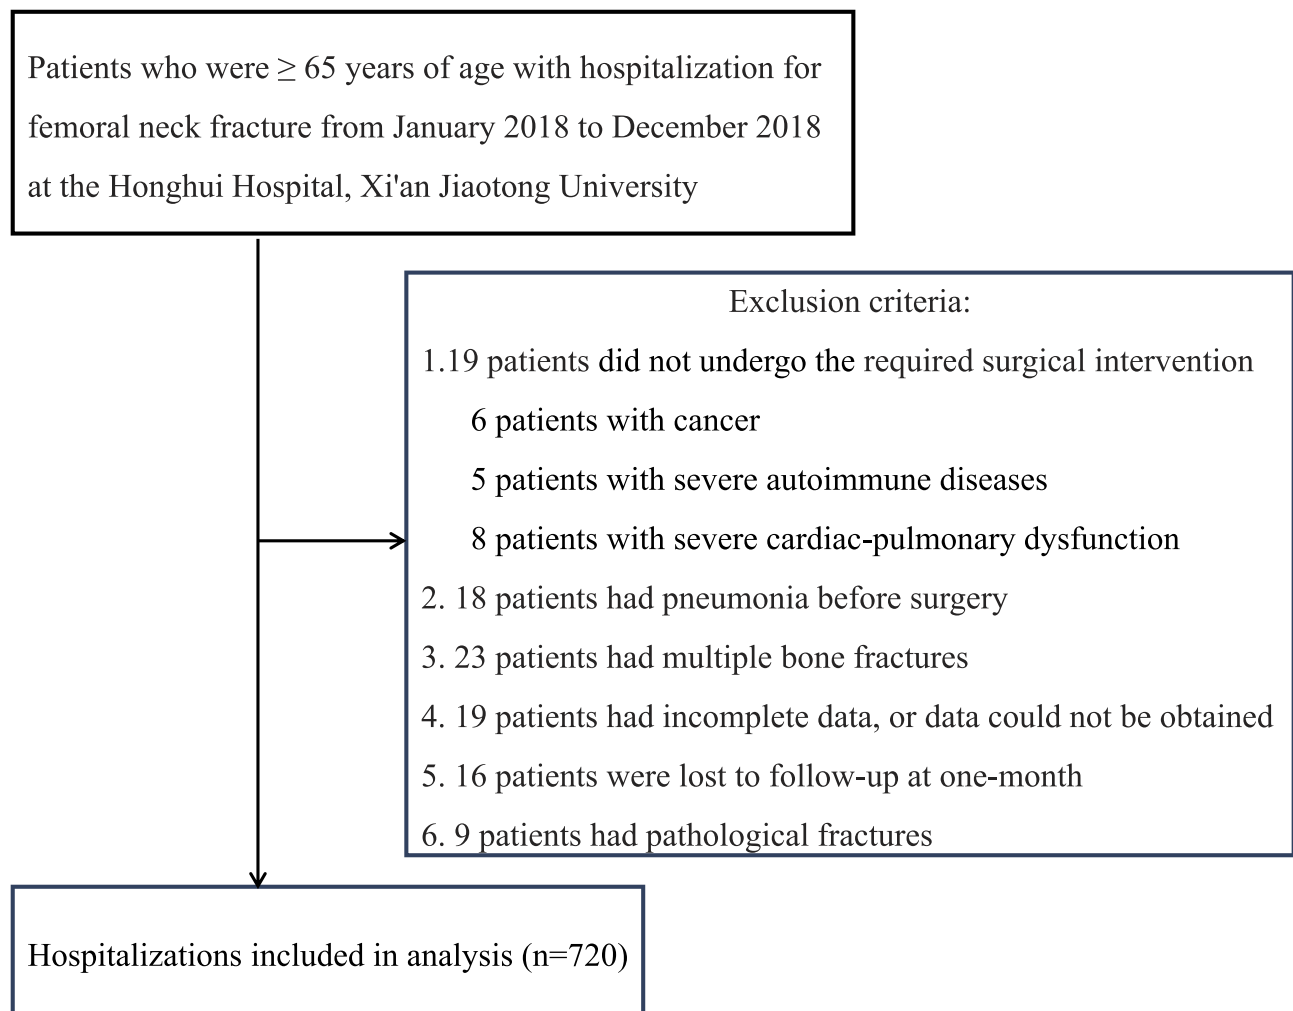 Patients who were ≥ 65 years of age with hospitalization for
femoral neck fracture from January 2018 to December 2018
at the Honghui Hospital, Xi'an Jiaotong University
Exclusion criteria:
1.19 patients did not undergo the required surgical intervention
6 patients with cancer
5 patients with severe autoimmune diseases
8 patients with severe cardiac-pulmonary dysfunction
2. 18 patients had pneumonia before surgery
3. 23 patients had multiple bone fractures
4. 19 patients had incomplete data, or data could not be obtained
5. 16 patients were lost to follow-up at one-month
6. 9 patients had pathological fractures
Hospitalizations included in analysis (n=720)